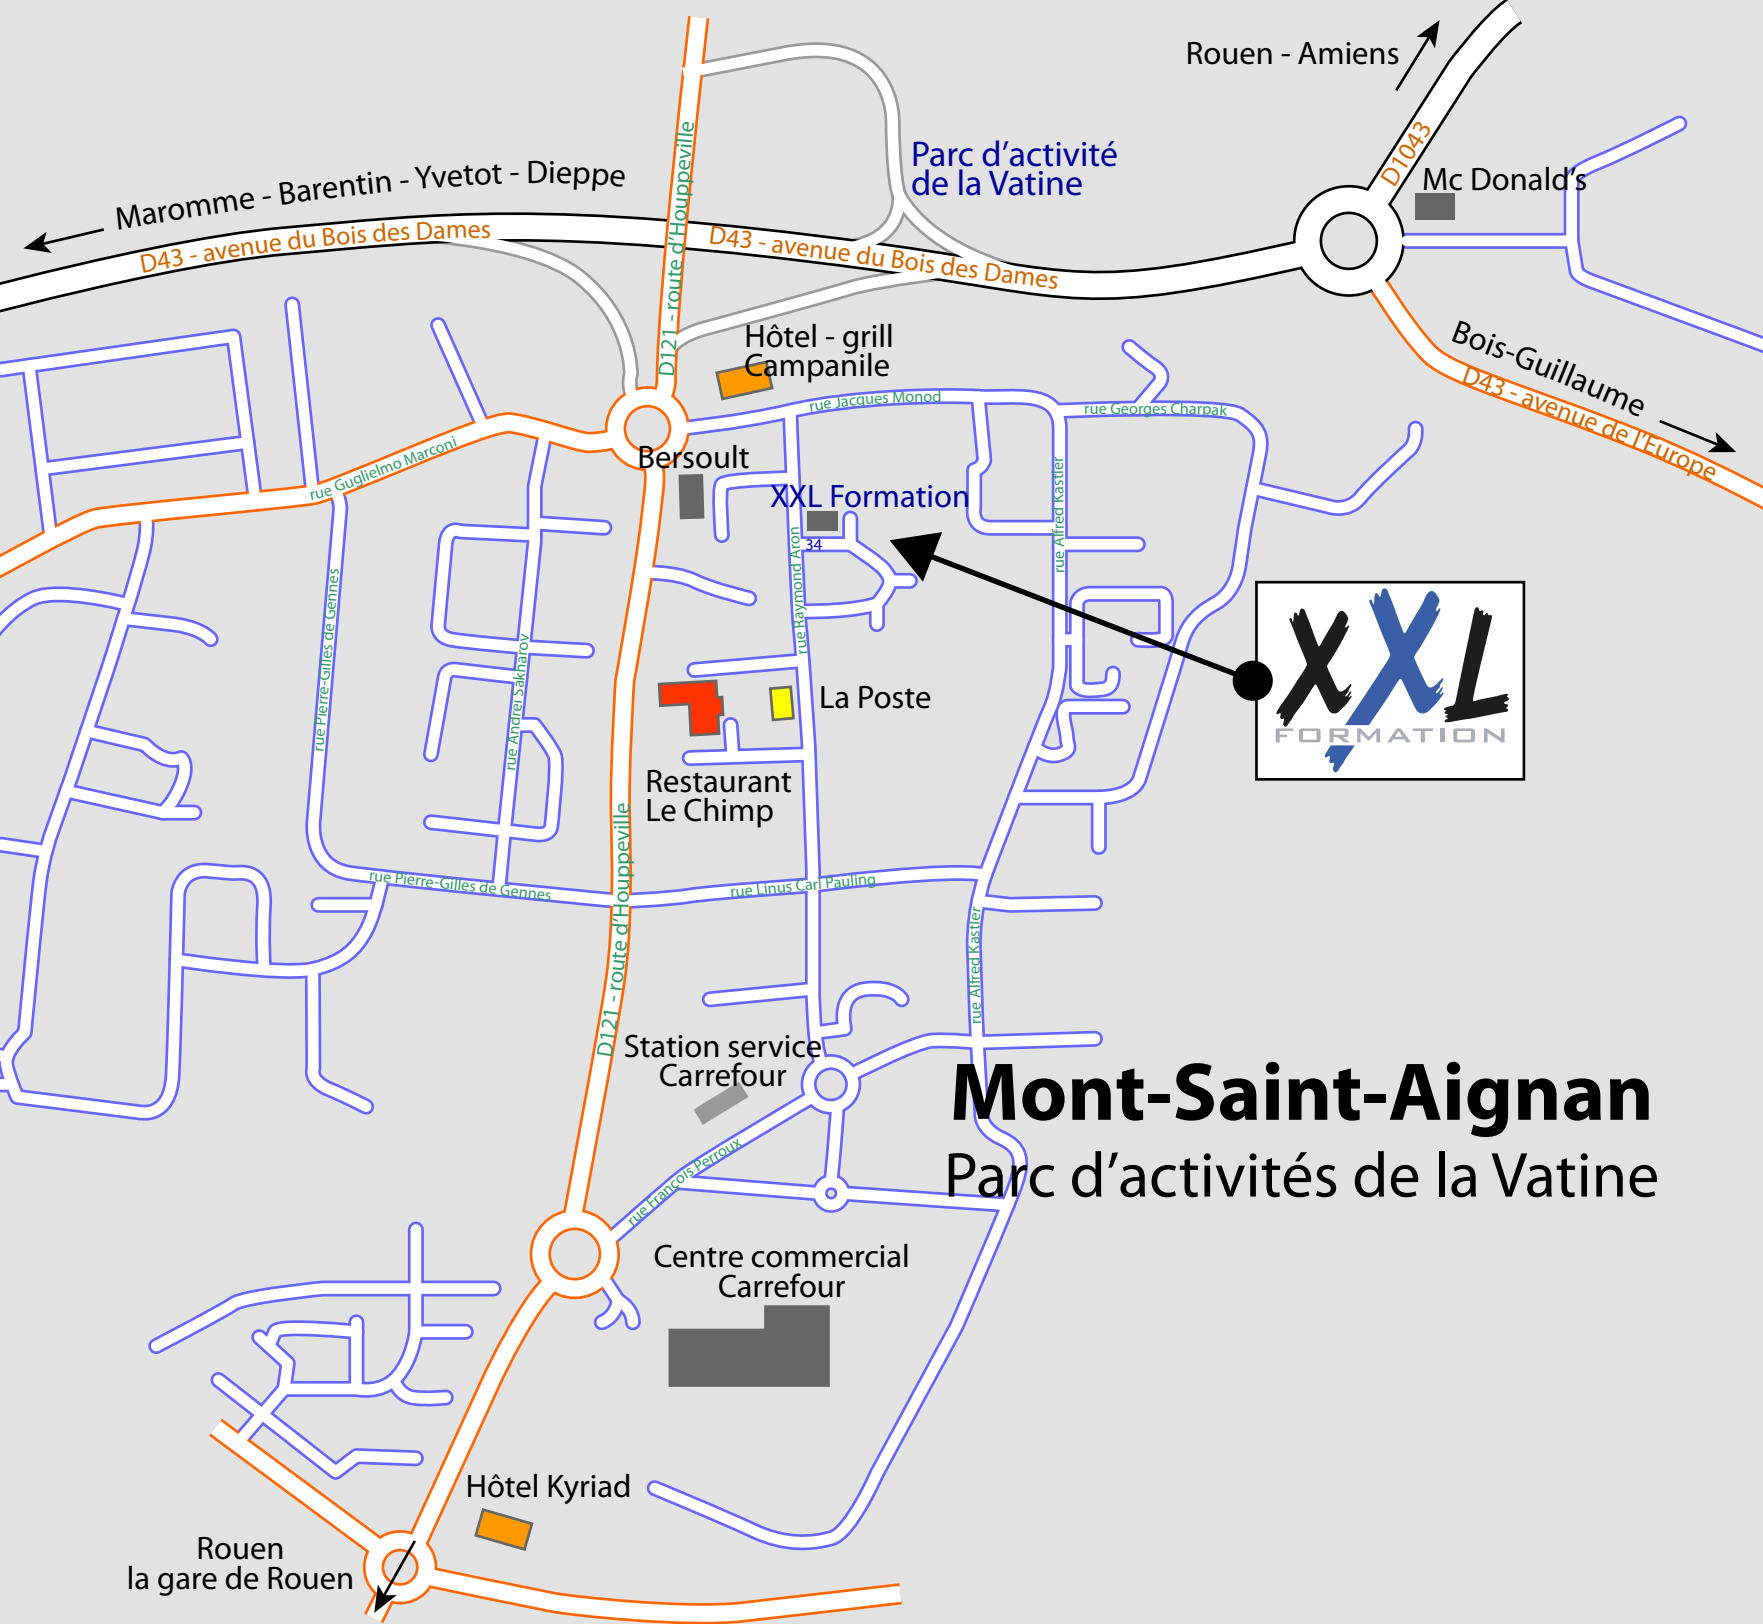 Rouen - Amiens
D1043
Mc Donald's
Parc d'activité
de la Vatine
Maromme - Barentin - Yvetot - Dieppe
D43 - avenue du Bois des Dames
D43 - avenue du Bois des Dames
D121 - route d'Houppeville
Hôtel - grill
Campanile
Bois-Guillaume
D43 - avenue de l'Europe
rue Jacques Monod
rue Georges Charpak
rue Guglielmo Marconi
Bersoult
XXL Formation
34
rue Alfred Kastler
rue Raymond Aron
rue Pierre-Gilles de Gennes
rue Andrei Sakharov
XXL
FORMATION
La Poste
Restaurant
Le Chimp
rue Pierre-Gilles de Gennes
rue Linus Carl Pauling
D121 - route d'Houppeville
rue Alfred Kastler
Station service
Carrefour
Mont-Saint-Aignan
Parc d'activités de la Vatine
rue Francois Perroux
Centre commercial
Carrefour
Hôtel Kyriad
Rouen
la gare de Rouen